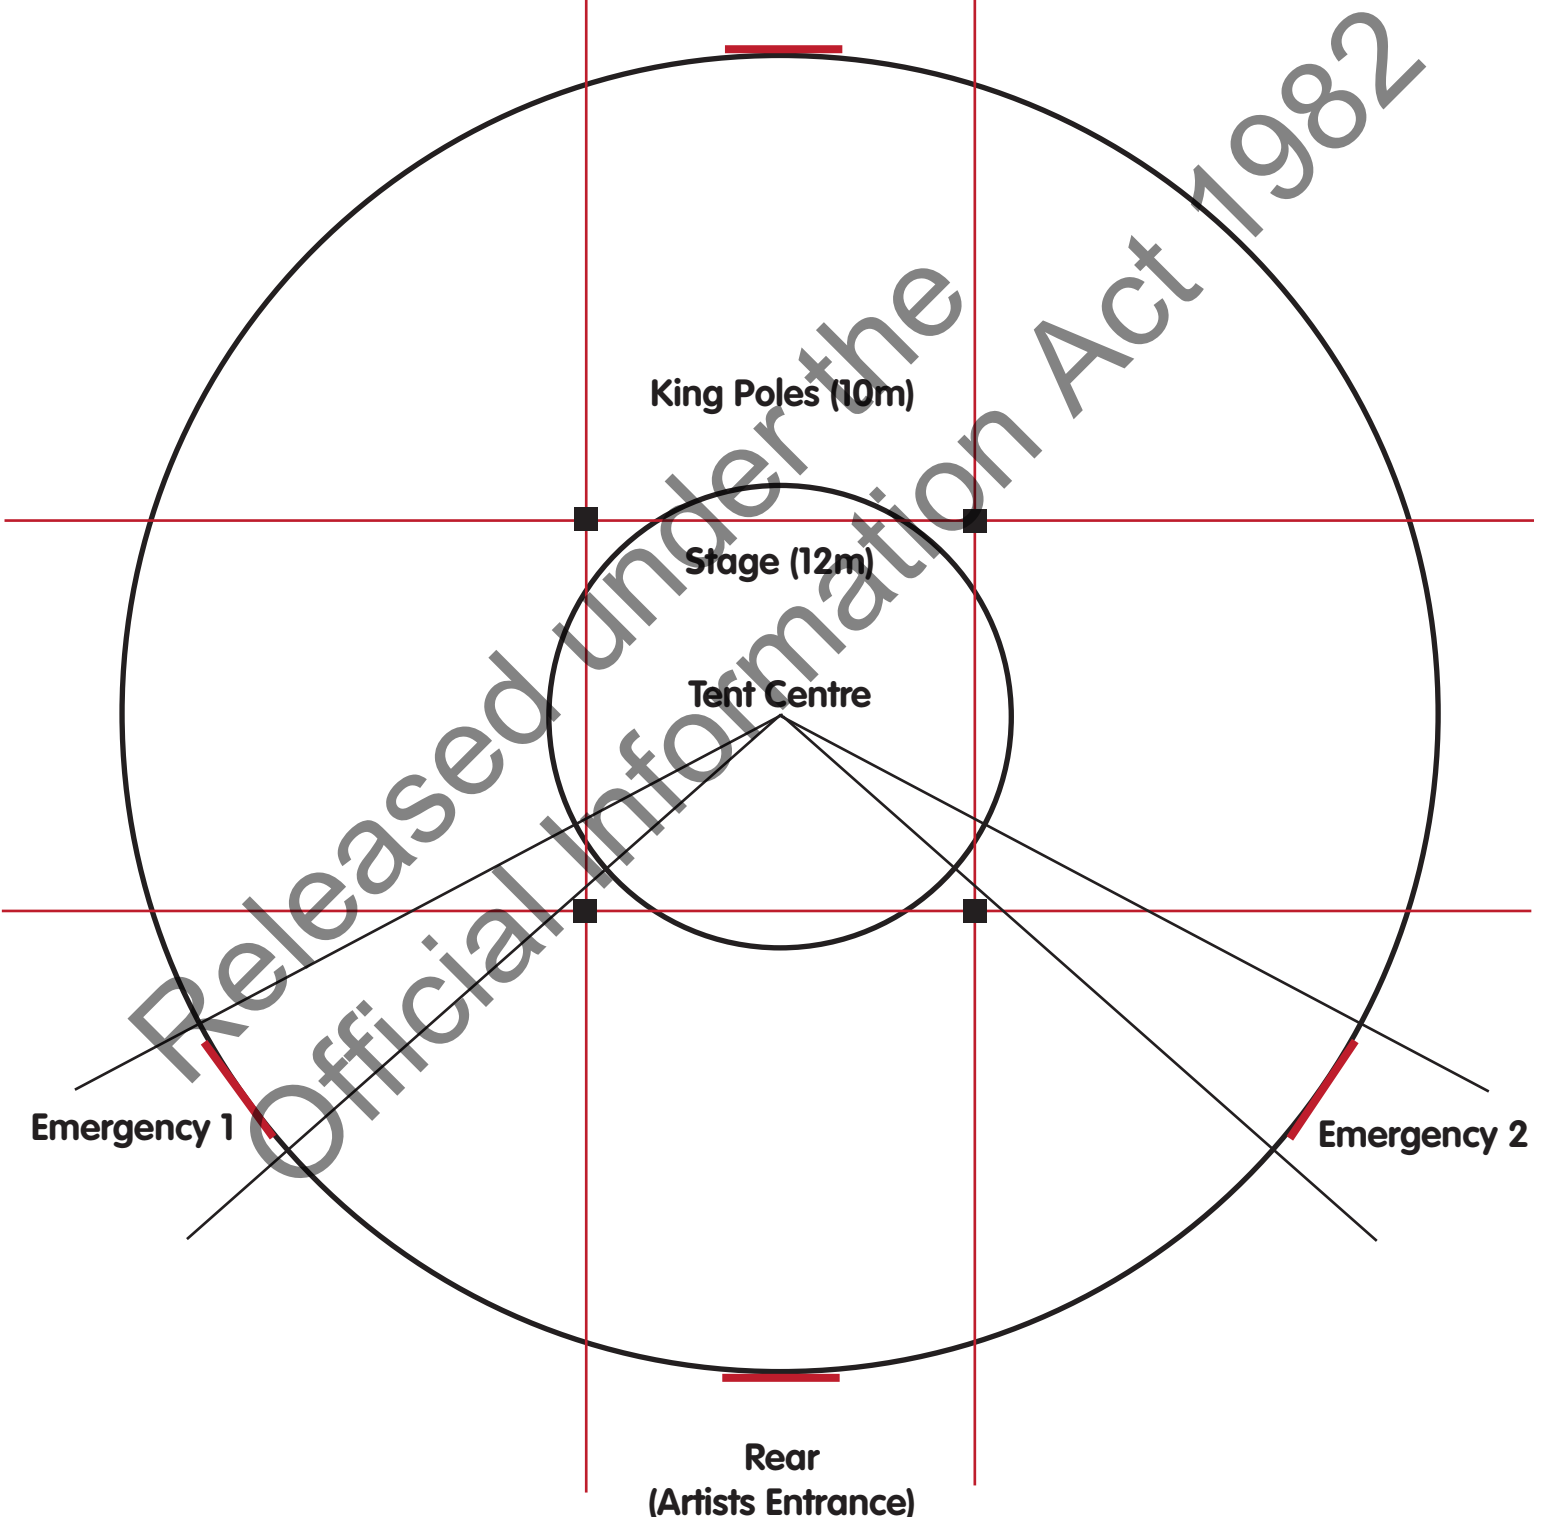 King Poles (10m)
Stage (12m)
Tent Centre
Emergency 1
Emergency 2
Rear
(Artists Entrance)
Released under the
Official Information Act 1982